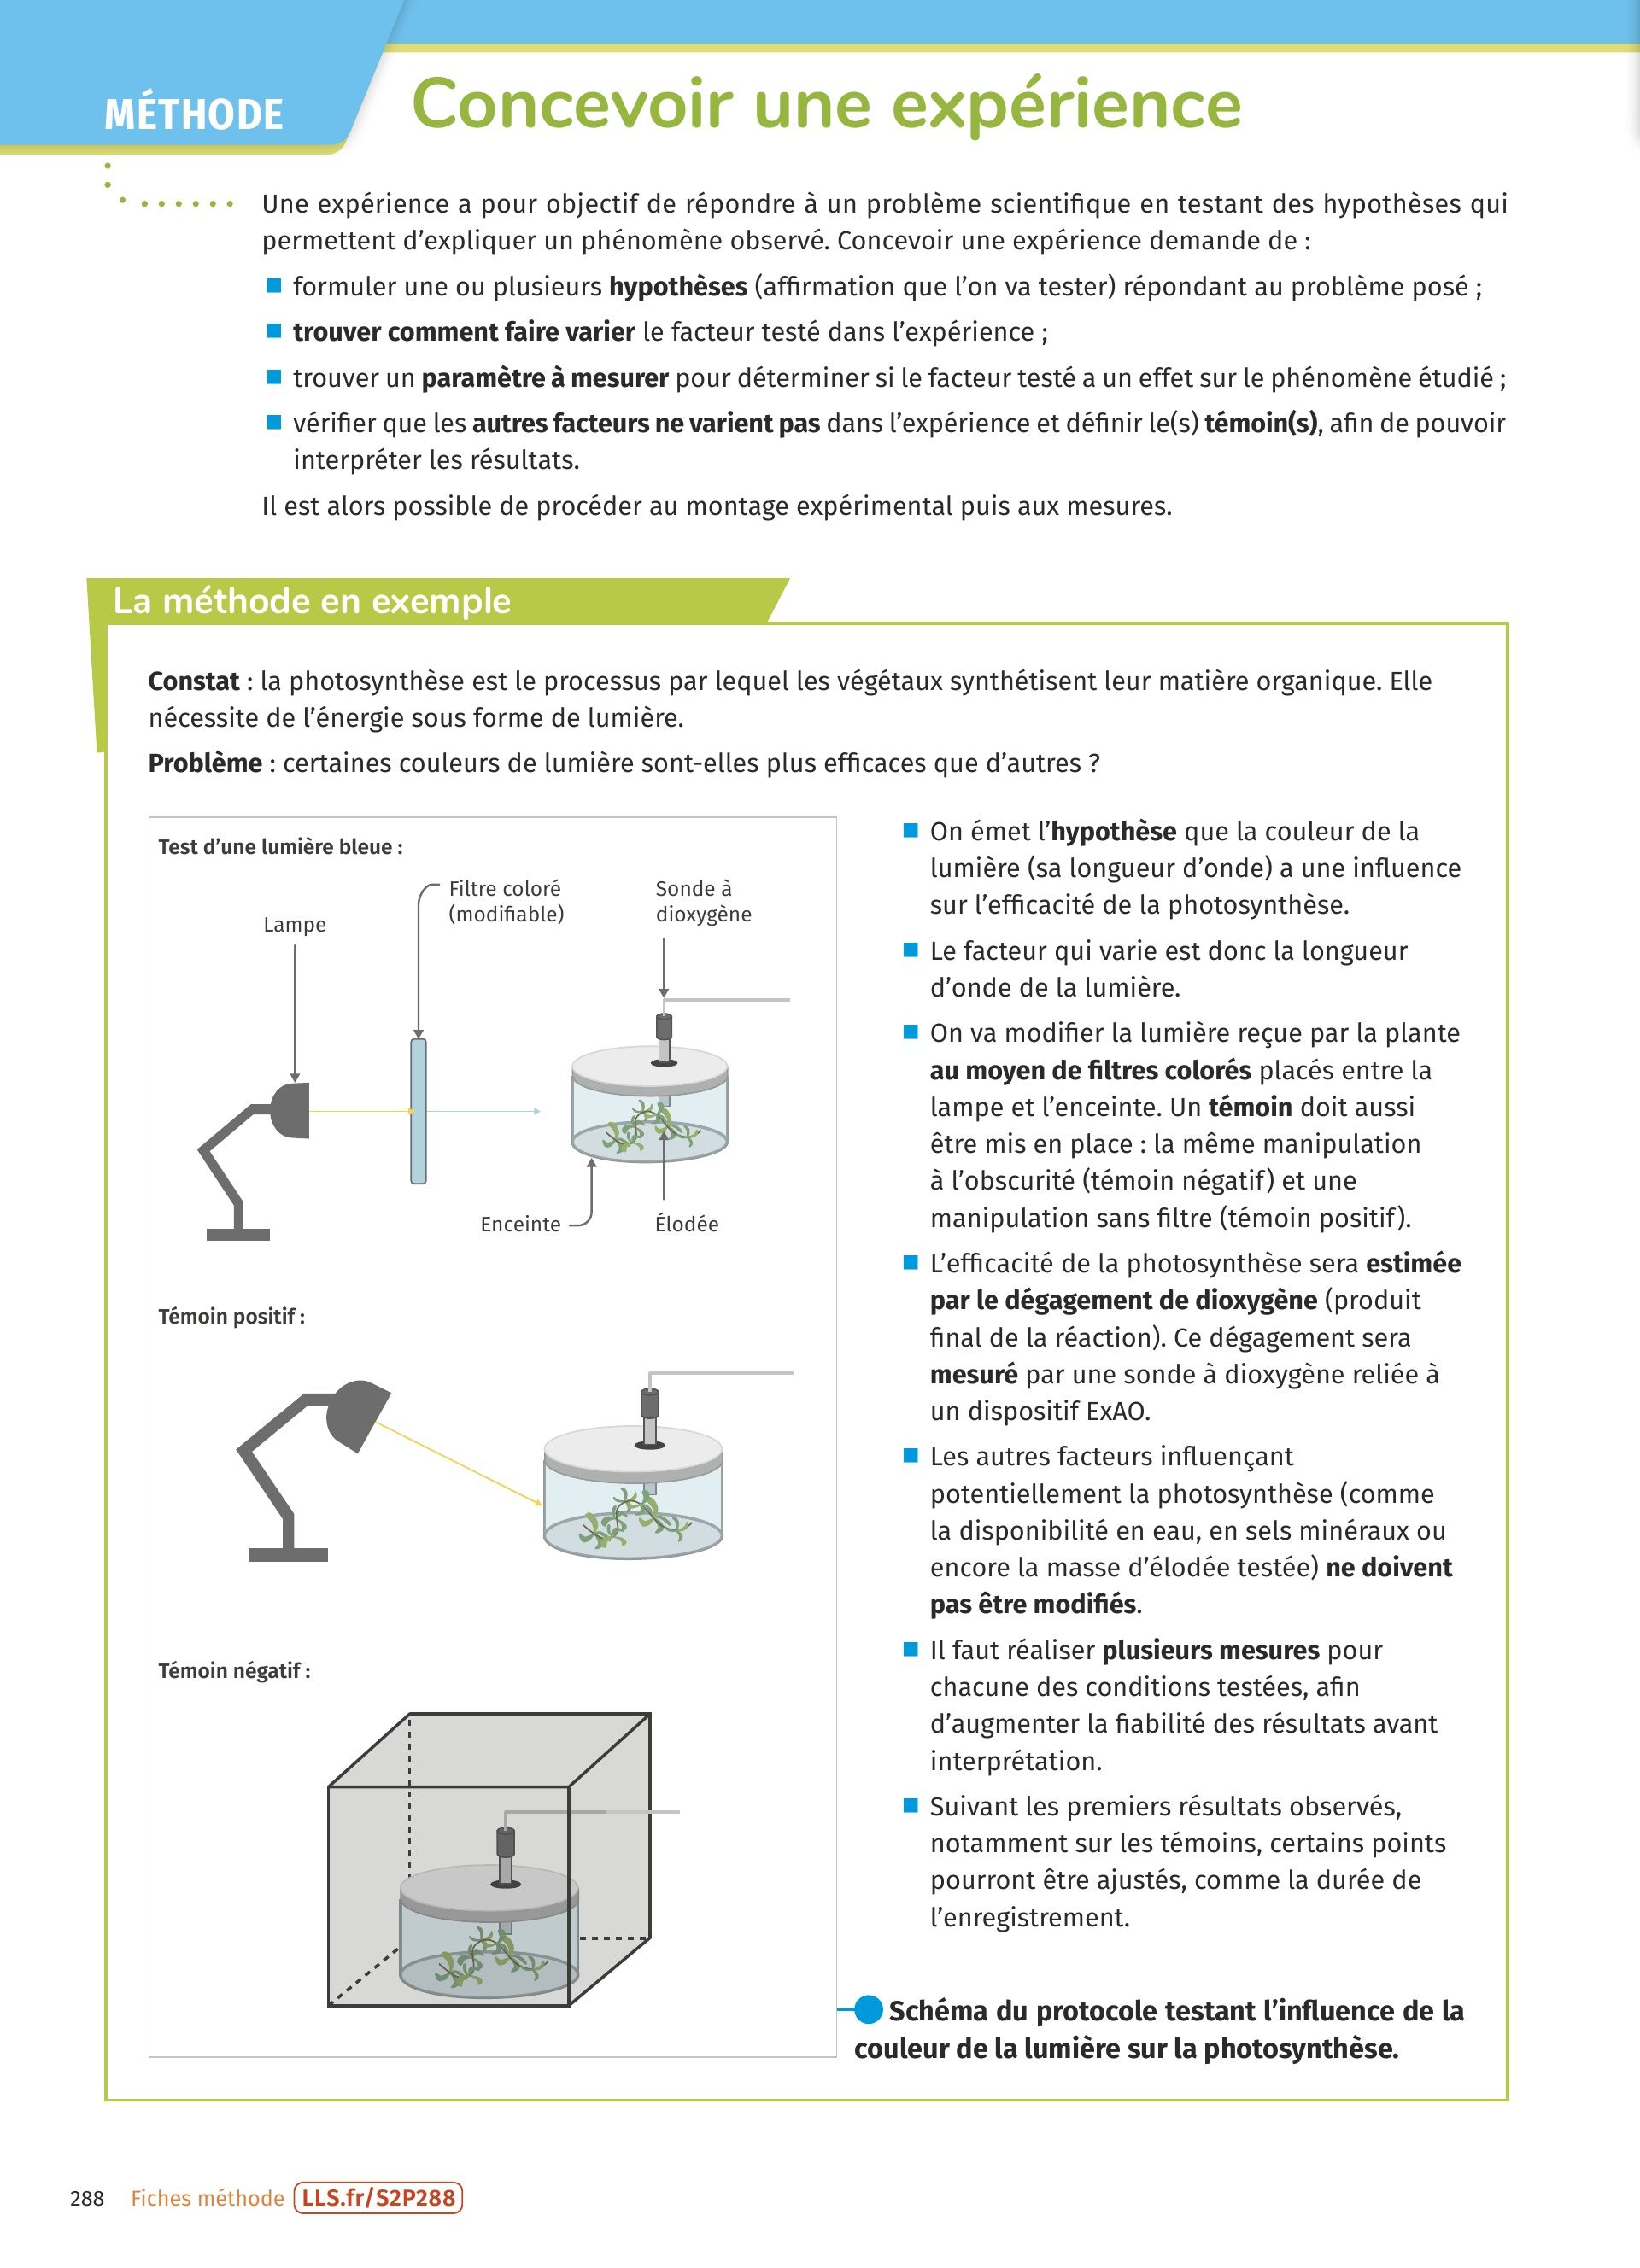 MÉTHODE
Concevoir une expérience
Une expérience a pour objectif de répondre à un problème scientifique en testant des hypothèses qui
permettent d’expliquer un phénomène observé. Concevoir une expérience demande de :
■ formuler une ou plusieurs hypothèses (affirmation que l’on va tester) répondant au problème posé ;
■ trouver comment faire varier le facteur testé dans l’expérience ;
■ trouver un paramètre à mesurer pour déterminer si le facteur testé a un effet sur le phénomène étudié ;
■ vérifier que les autres facteurs ne varient pas dans l’expérience et définir le(s) témoin(s), afin de pouvoir
interpréter les résultats.
Il est alors possible de procéder au montage expérimental puis aux mesures.
La méthode en exemple
Constat : la photosynthèse est le processus par lequel les végétaux synthétisent leur matière organique. Elle
nécessite de l’énergie sous forme de lumière.
Problème : certaines couleurs de lumière sont-elles plus efficaces que d’autres ?
Test d’une lumière bleue :
Lampe
Filtre coloré
(modifiable)
Sonde à
dioxygène
Enceinte
Élodée
Témoin positif :
Témoin négatif :
■ On émet l’hypothèse que la couleur de la
lumière (sa longueur d’onde) a une influence
sur l’efficacité de la photosynthèse.
■ Le facteur qui varie est donc la longueur
d’onde de la lumière.
■ On va modifier la lumière reçue par la plante
au moyen de filtres colorés placés entre la
lampe et l’enceinte. Un témoin doit aussi
être mis en place : la même manipulation
à l’obscurité (témoin négatif) et une
manipulation sans filtre (témoin positif).
■ L’efficacité de la photosynthèse sera estimée
par le dégagement de dioxygène (produit
final de la réaction). Ce dégagement sera
mesuré par une sonde à dioxygène reliée à
un dispositif ExAO.
■ Les autres facteurs influençant
potentiellement la photosynthèse (comme
la disponibilité en eau, en sels minéraux ou
encore la masse d’élodée testée) ne doivent
pas être modifiés.
■ Il faut réaliser plusieurs mesures pour
chacune des conditions testées, afin
d’augmenter la fiabilité des résultats avant
interprétation.
■ Suivant les premiers résultats observés,
notamment sur les témoins, certains points
pourront être ajustés, comme la durée de
l’enregistrement.
Schéma du protocole testant l’influence de la
couleur de la lumière sur la photosynthèse.
288 Fiches méthode LLS.fr/S2P288